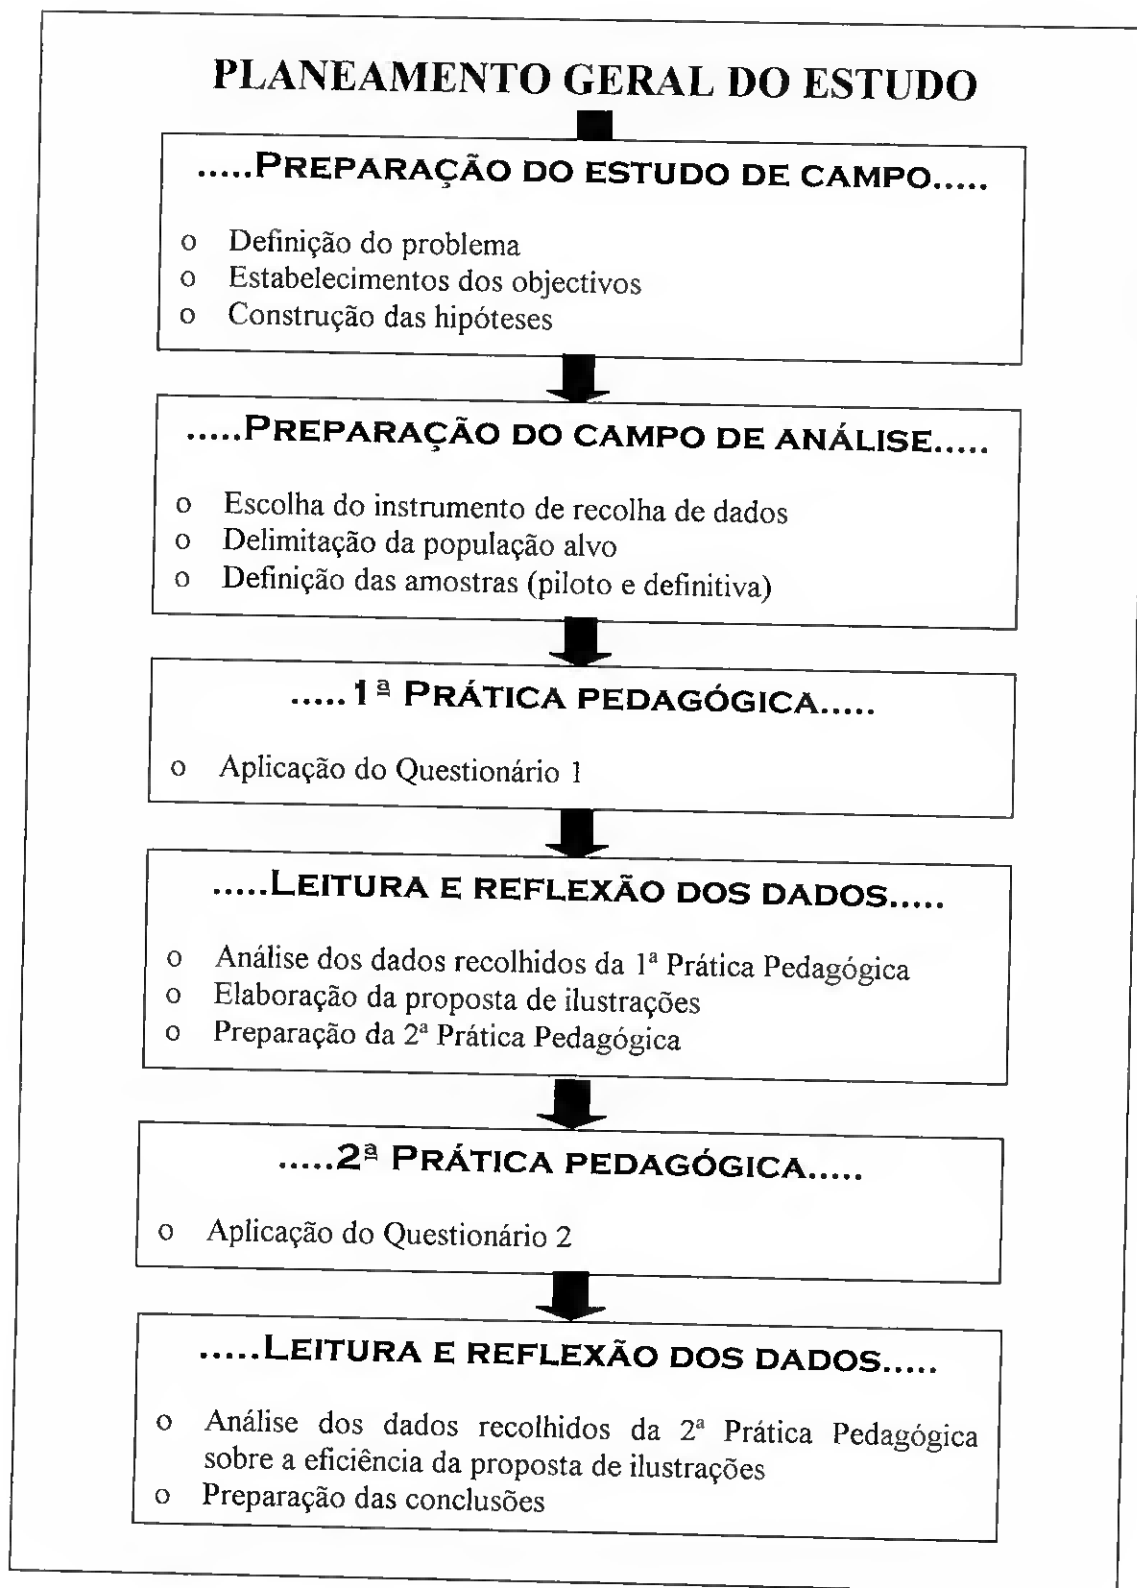 PLANEAMENTO GERAL DO ESTUDO
.....PREPARAÇÃO DO ESTUDO DE CAMPO.....
o Definição do problema
o Estabelecimentos dos objectivos
o Construção das hipóteses
.....PREPARAÇÃO DO CAMPO DE ANÁLISE.....
o Escolha do instrumento de recolha de dados
o Delimitação da população alvo
o Definição das amostras (piloto e definitiva)
.....1ª PRÁTICA PEDAGÓGICA.....
o Aplicação do Questionário 1
.....LEITURA E REFLEXÃO DOS DADOS.....
o Análise dos dados recolhidos da 1ª Prática Pedagógica
o Elaboração da proposta de ilustrações
o Preparação da 2ª Prática Pedagógica
.....2ª PRÁTICA PEDAGÓGICA.....
o Aplicação do Questionário 2
.....LEITURA E REFLEXÃO DOS DADOS.....
o Análise dos dados recolhidos da 2ª Prática Pedagógica
sobre a eficiência da proposta de ilustrações
o Preparação das conclusões